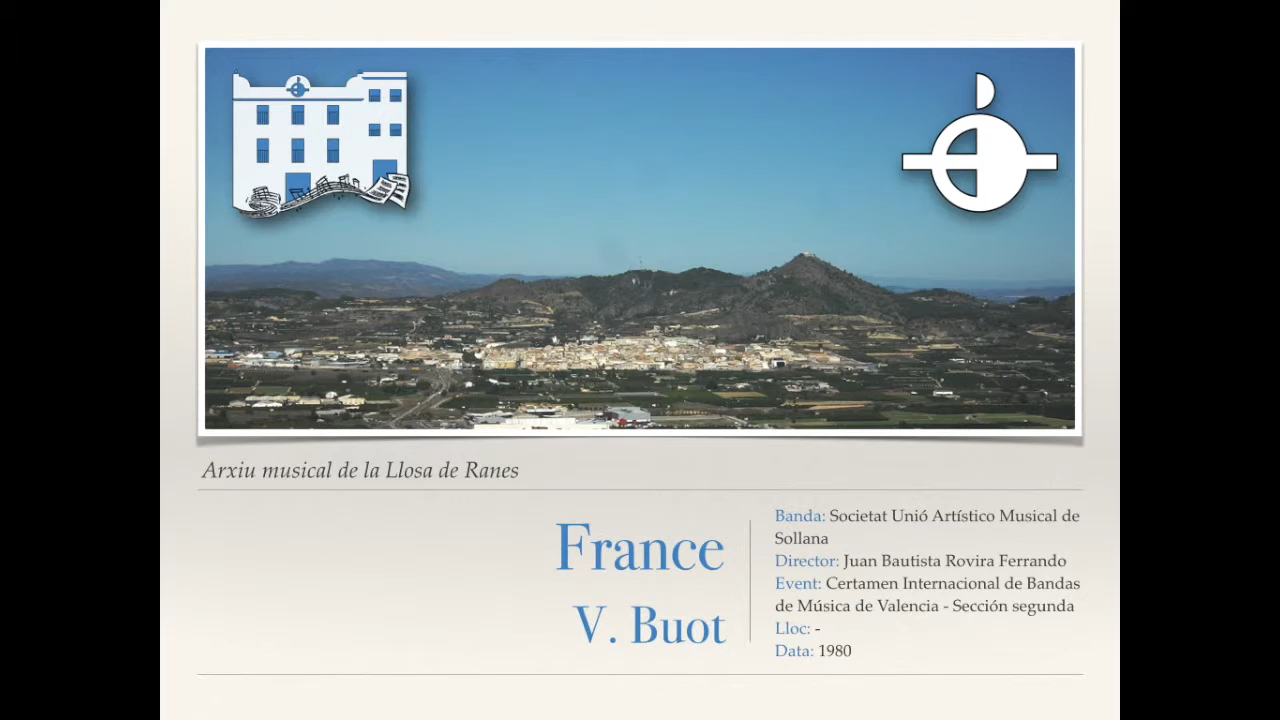 Arxiu musical de la Llosa de Ranes
France
V. Buot
Banda: Societat Unió Artístico Musical de
Sollana
Director: Juan Bautista Rovira Ferrando
Event: Certamen Internacional de Bandas
de Música de Valencia - Sección segunda
Lloc: -
Data: 1980